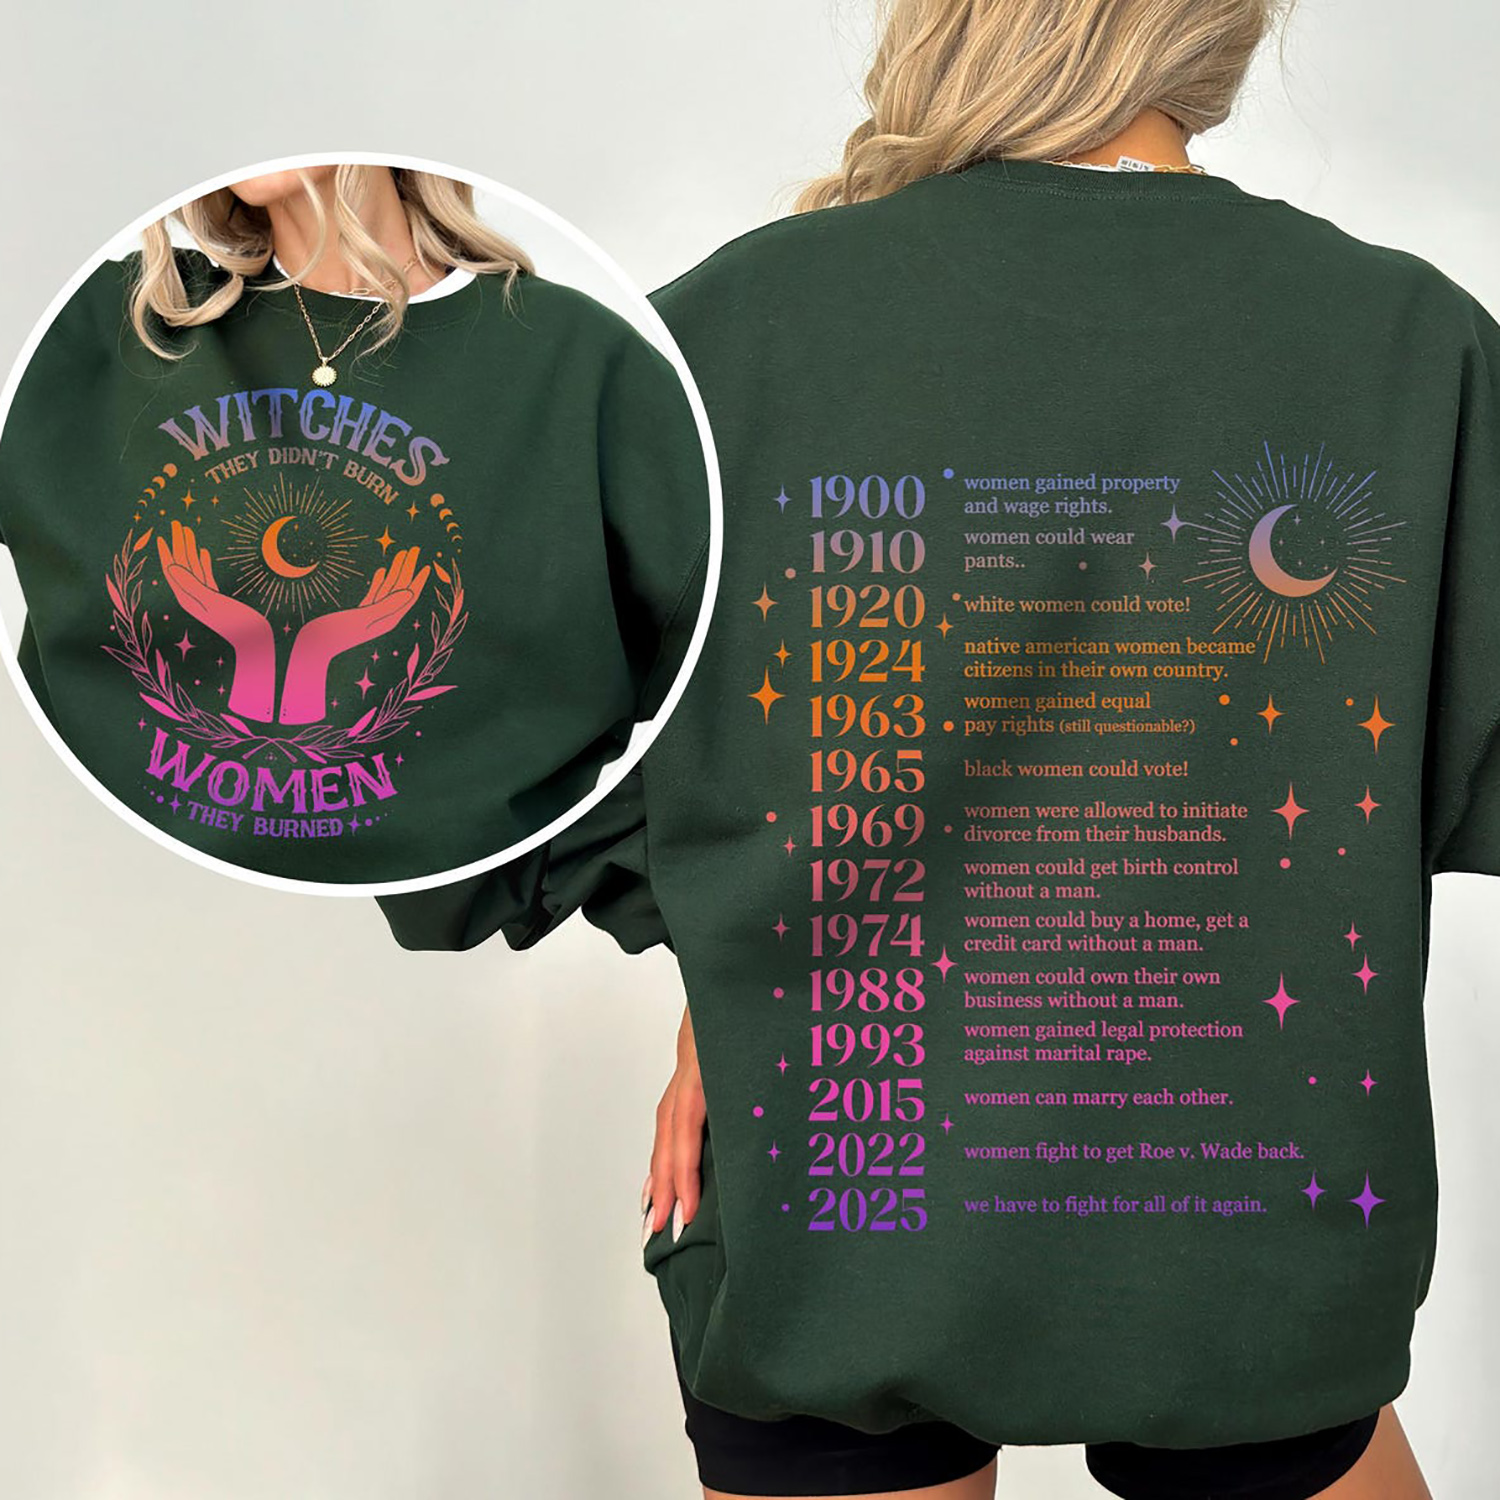 WITCHES
THEY DIDN'T BURN
WOMEN
THEY BURNED
1900 women gained property
and wage rights.
1910 women could wear
pants..
1920 white women could vote!
1924 native american women became
citizens in their own country.
1963 women gained equal
pay rights (still questionable?)
1965 black women could vote!
1969 women were allowed to initiate
divorce from their husbands.
1972 women could get birth control
without a man.
1974 women could buy a home, get a
credit card without a man.
1988 women could own their own
business without a man.
1993 women gained legal protection
against marital rape.
2015 women can marry each other.
2022 women fight to get Roe v. Wade back.
2025 we have to fight for all of it again.